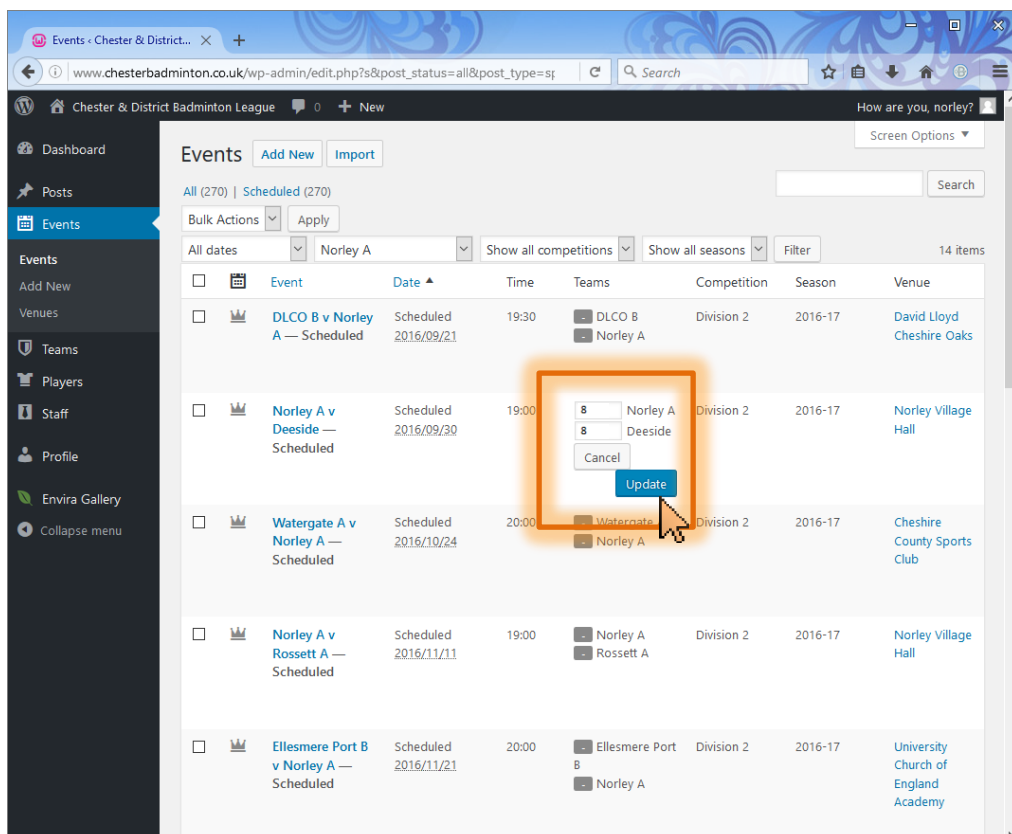 Events ‹ Chester & District...
www.chesterbadminton.co.uk/wp-admin/edit.php?s&post_status=all&post_type=sp
Search
Chester & District Badminton League 0 + New How are you, norley?
Screen Options ▼
Dashboard
Posts
Events
Events
Add New
Venues
Teams
Players
Staff
Profile
Envira Gallery
Collapse menu
Events Add New Import
All (270) | Scheduled (270)
Search
Bulk Actions Apply
All dates Norley A Show all competitions Show all seasons Filter 14 items
Event Date ▲ Time Teams Competition Season Venue
DLCO B v Norley Scheduled 19:30 - DLCO B Division 2 2016-17 David Lloyd
A — Scheduled 2016/09/21 - Norley A Cheshire Oaks
Norley A v Scheduled 19:00 8 Norley A Division 2 2016-17 Norley Village
Deeside — 2016/09/30 8 Deeside Hall
Scheduled Cancel
Update
Watergate A v Scheduled 20:00 - Watergate Division 2 2016-17 Cheshire
Norley A — 2016/10/24 - Norley A County Sports
Scheduled Club
Norley A v Scheduled 19:00 - Norley A Division 2 2016-17 Norley Village
Rossett A — 2016/11/11 - Rossett A Hall
Scheduled
Ellesmere Port B Scheduled 20:00 - Ellesmere Port Division 2 2016-17 University
v Norley A — 2016/11/21 B Church of
Scheduled - Norley A England
Academy